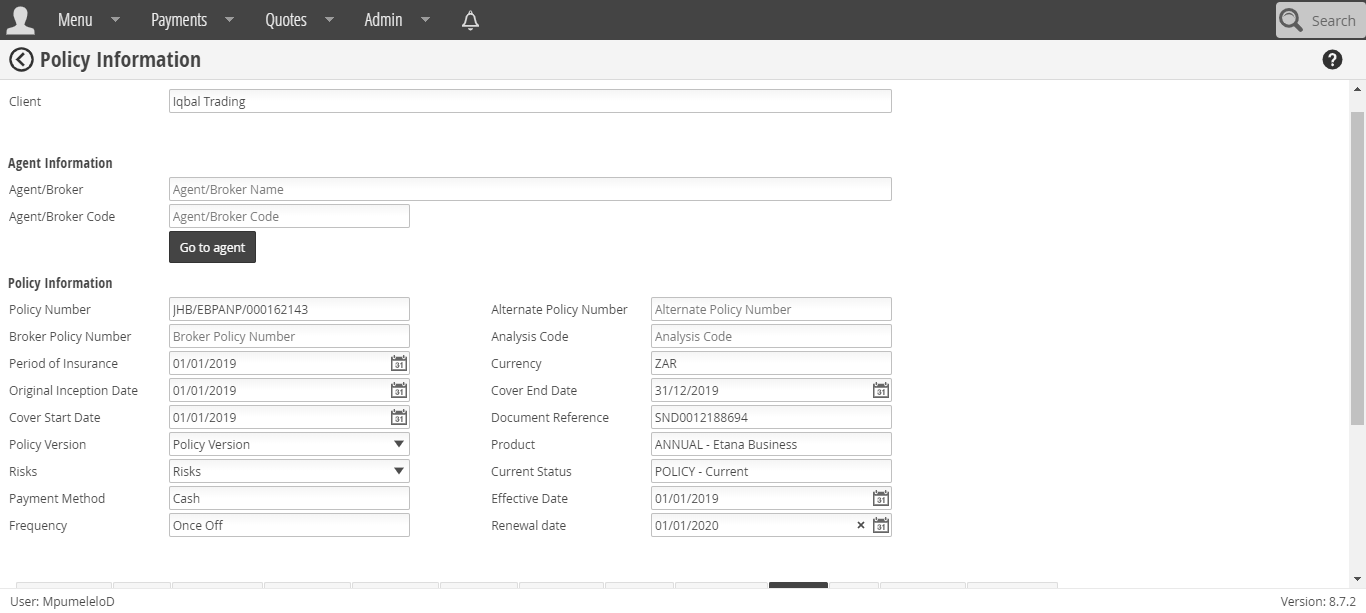 Menu Payments Quotes Admin Search
Policy Information ?
Client Iqbal Trading
Agent Information
Agent/Broker Agent/Broker Name
Agent/Broker Code Agent/Broker Code
Go to agent
Policy Information
Policy Number JHB/EBPANP/000162143 Alternate Policy Number Alternate Policy Number
Broker Policy Number Broker Policy Number Analysis Code Analysis Code
Period of Insurance 01/01/2019 31 Currency ZAR
Original Inception Date 01/01/2019 31 Cover End Date 31/12/2019 31
Cover Start Date 01/01/2019 31 Document Reference SND0012188694
Policy Version Policy Version Product ANNUAL - Etana Business
Risks Risks Current Status POLICY - Current
Payment Method Cash Effective Date 01/01/2019 31
Frequency Once Off Renewal date 01/01/2020 × 31
User: MpumeleloD Version: 8.7.2